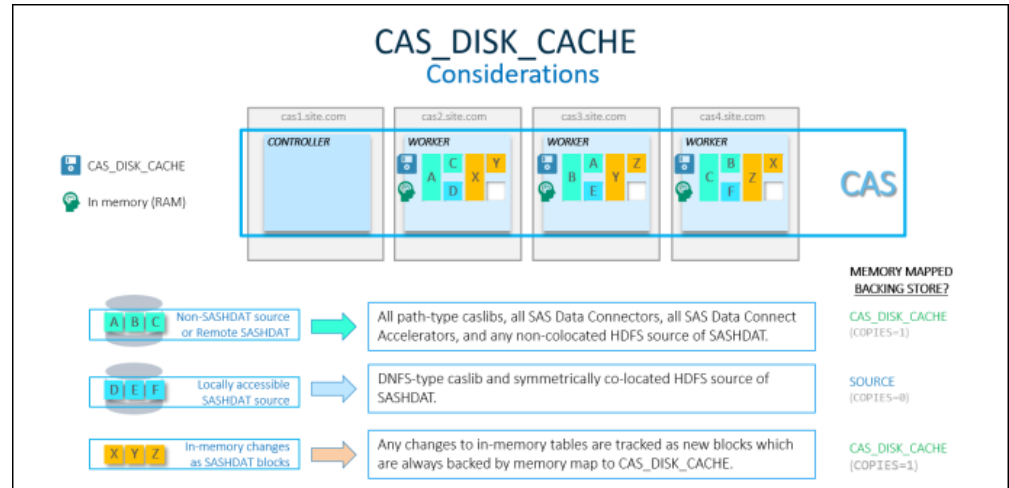 CAS_DISK_CACHE
Considerations
cas1.site.com
cas2.site.com
cas3.site.com
cas4.site.com
CONTROLLER
WORKER
WORKER
WORKER
CAS_DISK_CACHE
In memory (RAM)
A C X Y D
B A Y Z E
C B Z X F
CAS
MEMORY MAPPED
BACKING STORE?
A B C
Non-SASHDAT source
or Remote SASHDAT
All path-type caslibs, all SAS Data Connectors, all SAS Data Connect
Accelerators, and any non-colocated HDFS source of SASHDAT.
CAS_DISK_CACHE
(COPIES=1)
D E F
Locally accessible
SASHDAT source
DNFS-type caslib and symmetrically co-located HDFS source of
SASHDAT.
SOURCE
(COPIES=0)
X Y Z
In-memory changes
as SASHDAT blocks
Any changes to in-memory tables are tracked as new blocks which
are always backed by memory map to CAS_DISK_CACHE.
CAS_DISK_CACHE
(COPIES=1)